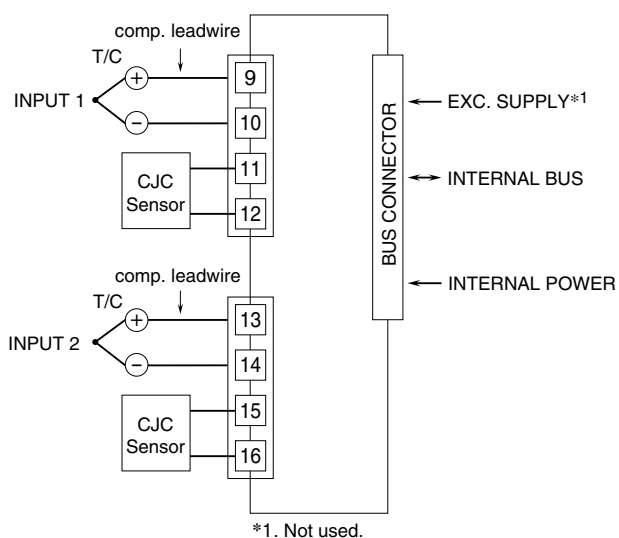 comp. leadwire
T/C
+
9
INPUT 1
−
10
CJC
Sensor
11
12
comp. leadwire
T/C
+
13
INPUT 2
−
14
CJC
Sensor
15
16
BUS CONNECTOR
EXC. SUPPLY*1
INTERNAL BUS
INTERNAL POWER
*1. Not used.